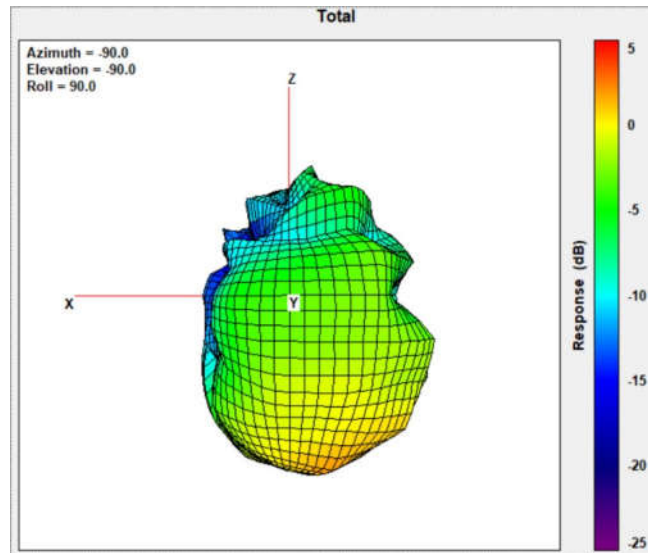 Total
Azimuth = -90.0
Elevation = -90.0
Roll = 90.0
Z
X
Y
5
0
-5
-10
-15
-20
-25
Response (dB)